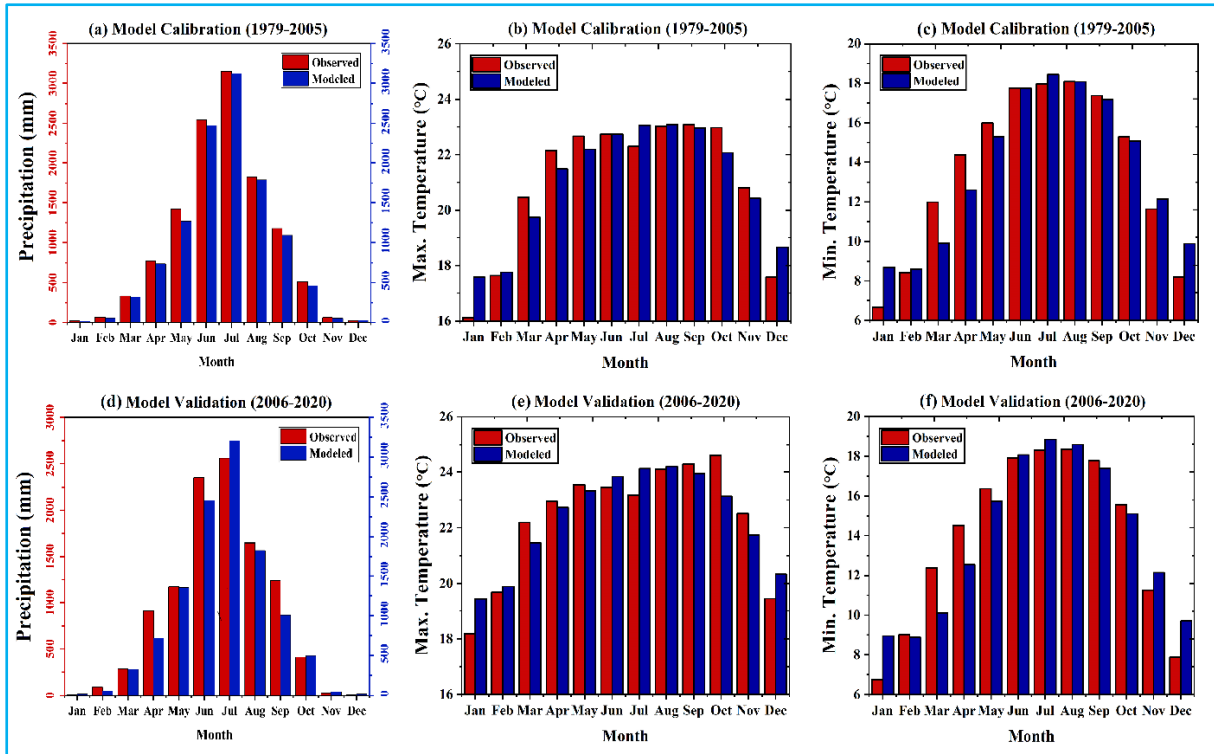 (a) Model Calibration (1979-2005)
3500
3000
2500
2000
1500
1000
500
0
Precipitation (mm)
Observed
Modeled
3500
3000
2500
2000
1500
1000
500
0
Jan Feb Mar Apr May Jun Jul Aug Sep Oct Nov Dec
Month
(b) Model Calibration (1979-2005)
26
24
22
20
18
16
Max. Temperature (°C)
Observed
Modeled
Jan Feb Mar Apr May Jun Jul Aug Sep Oct Nov Dec
Month
(c) Model Calibration (1979-2005)
20
18
16
14
12
10
8
6
Min. Temperature (°C)
Observed
Modeled
Jan Feb Mar Apr May Jun Jul Aug Sep Oct Nov Dec
Month
(d) Model Validation (2006-2020)
3000
2500
2000
1500
1000
500
0
Precipitation (mm)
Observed
Modeled
3500
3000
2500
2000
1500
1000
500
0
Jan Feb Mar Apr May Jun Jul Aug Sep Oct Nov Dec
Month
(e) Model Validation (2006-2020)
26
24
22
20
18
16
Max. Temperature (°C)
Observed
Modeled
Jan Feb Mar Apr May Jun Jul Aug Sep Oct Nov Dec
Month
(f) Model Validation (2006-2020)
20
18
16
14
12
10
8
6
Min. Temperature (°C)
Observed
Modeled
Jan Feb Mar Apr May Jun Jul Aug Sep Oct Nov Dec
Month